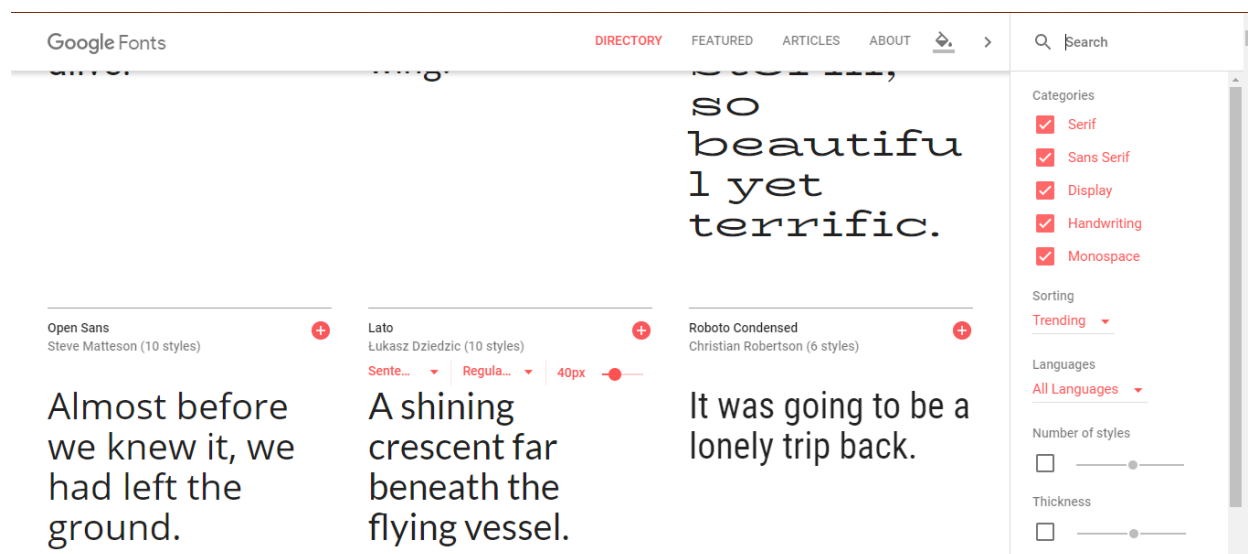 Google Fonts
DIRECTORY
FEATURED
ARTICLES
ABOUT
Search
so
beautifu
l yet
terrific.
Open Sans
Steve Matteson (10 styles)
Almost before
we knew it, we
had left the
ground.
Lato
Łukasz Dziedzic (10 styles)
Sente...
Regula...
40px
A shining
crescent far
beneath the
flying vessel.
Roboto Condensed
Christian Robertson (6 styles)
It was going to be a
lonely trip back.
Categories
Serif
Sans Serif
Display
Handwriting
Monospace
Sorting
Trending
Languages
All Languages
Number of styles
Thickness